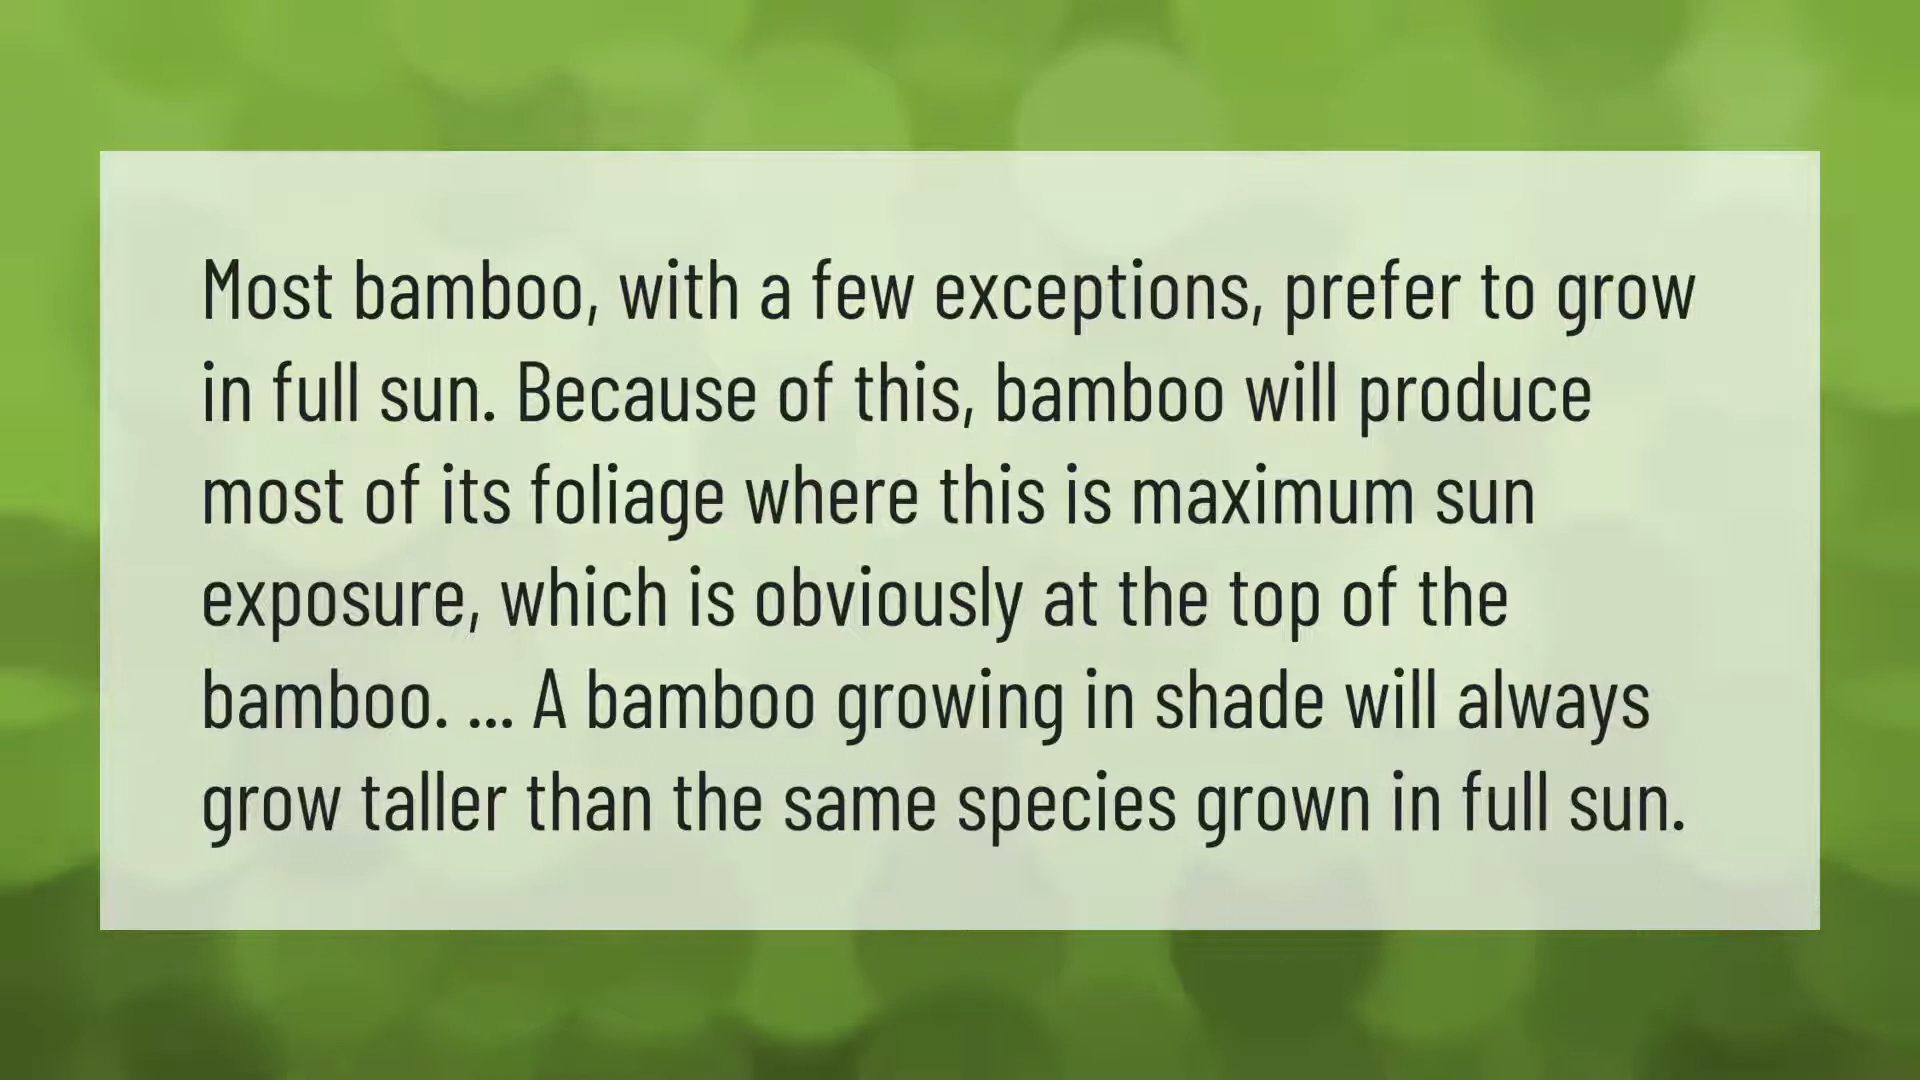 Most bamboo, with a few exceptions, prefer to grow
in full sun. Because of this, bamboo will produce
most of its foliage where this is maximum sun
exposure, which is obviously at the top of the
bamboo. ... A bamboo growing in shade will always
grow taller than the same species grown in full sun.